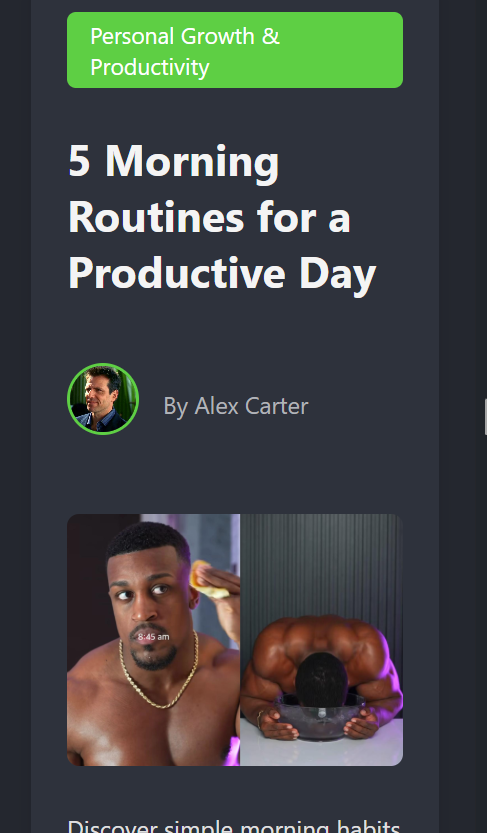 Personal Growth &
Productivity
5 Morning
Routines for a
Productive Day
By Alex Carter
8:45 am
Discover simple morning habits